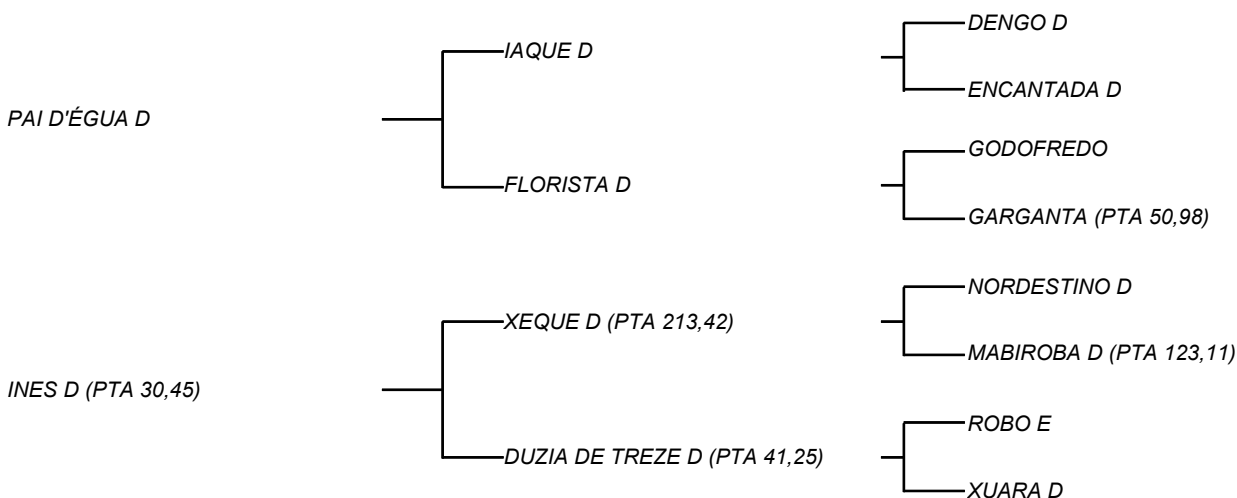 DENGO D
IAQUE D
ENCANTADA D
PAI D'ÉGUA D
GODOFREDO
FLORISTA D
GARGANTA (PTA 50,98)
NORDESTINO D
XEQUE D (PTA 213,42)
MABIROBA D (PTA 123,11)
INES D (PTA 30,45)
ROBO E
DUZIA DE TREZE D (PTA 41,25)
XUARA D